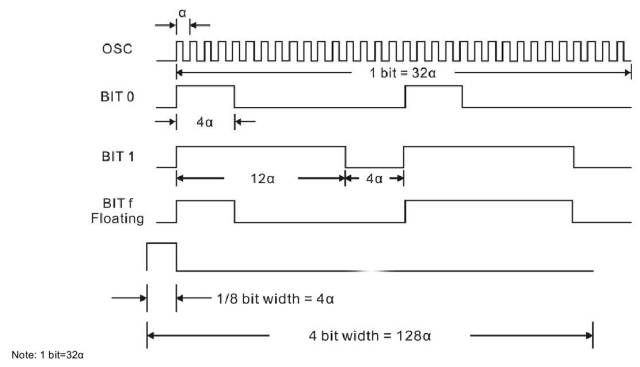 α
OSC
1 bit = 32α
BIT 0
4α
BIT 1
12α
4α
BIT f
Floating
1/8 bit width = 4α
4 bit width = 128α
Note: 1 bit=32α